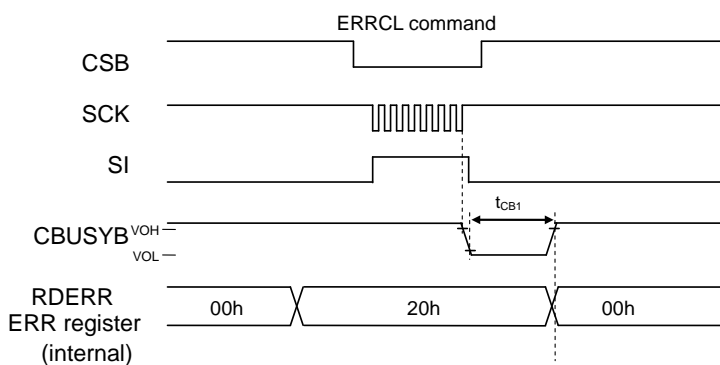 ERRCL command
CSB
SCK
SI
tCB1
CBUSYB
VOH
VOL
RDERR
ERR register
(internal)
00h
20h
00h